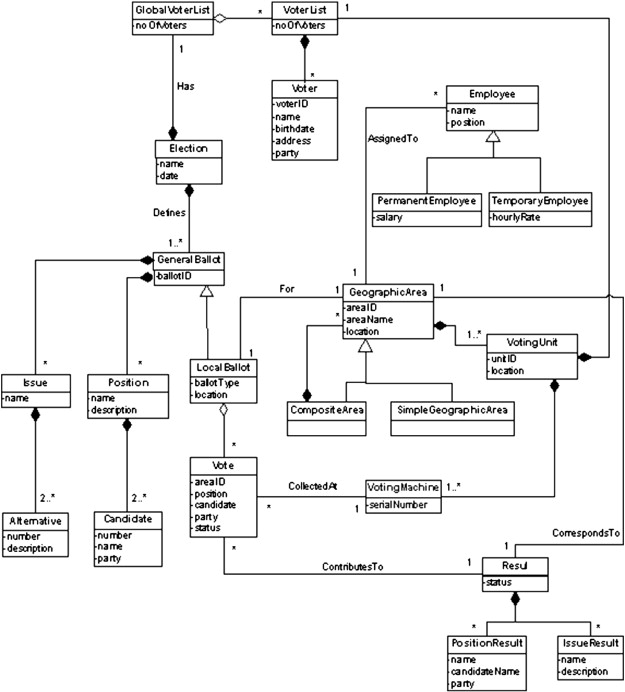 GlobalVoterList
noOfVoters
*
VoterList
noOfVoters
1
1
Has
*
Voter
voterID
name
birthdate
address
party
*
Employee
name
position
AssignedTo
Election
name
date
PermanentEmployee
salary
TemporaryEmployee
hourlyRate
Defines
1..*
GeneralBallot
ballotID
For
1
1
1
GeographicArea
areaID
areaName
location
*
1..*
VotingUnit
unitID
location
*
*
1
Issue
name
Position
name
description
LocalBallot
ballotType
location
CompositeArea
SimpleGeographicArea
*
Vote
areaID
position
candidate
party
status
CollectedAt
*
1
VotingMachine
serialNumber
1..*
2..*
2..*
Alternative
number
description
Candidate
number
name
party
CorrespondsTo
*
ContributesTo
1
1
Resul
status
*
*
PositionResult
name
candidateName
party
IssueResult
name
description